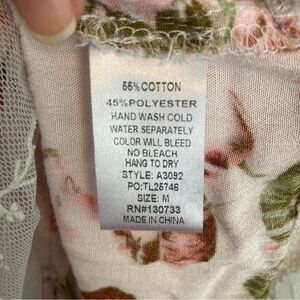 55% COTTON
45% POLYESTER
HAND WASH COLD
WATER SEPARATELY
COLOR WILL BLEED
NO BLEACH
HANG TO DRY
STYLE: A3092
PO:TL25746
SIZE: M
RN#130733
MADE IN CHINA